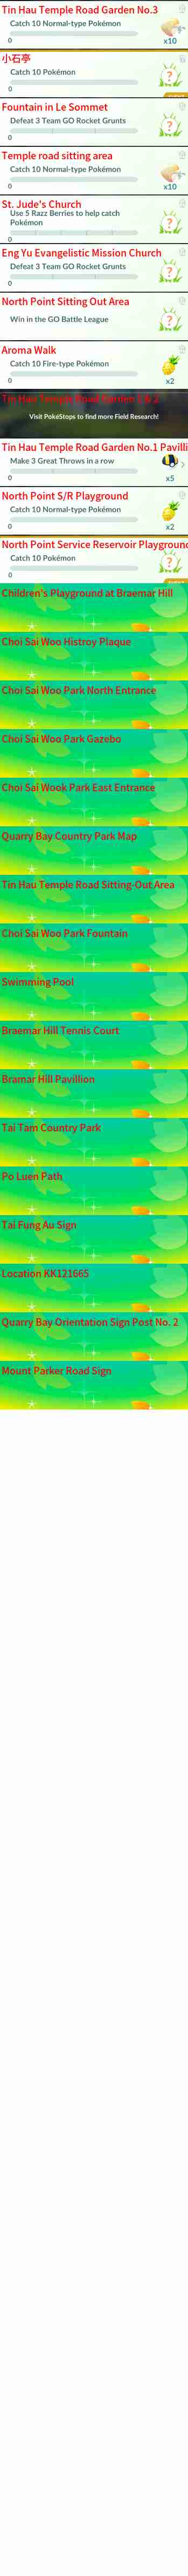 Tin Hau Temple Road Garden No.3
Catch 10 Normal-type Pokémon
0
x10
小石亭
Catch 10 Pokémon
0
Fountain in Le Sommet
Defeat 3 Team GO Rocket Grunts
0
Temple road sitting area
Catch 10 Normal-type Pokémon
0
x10
St. Jude's Church
Use 5 Razz Berries to help catch
Pokémon
0
Eng Yu Evangelistic Mission Church
Defeat 3 Team GO Rocket Grunts
0
North Point Sitting Out Area
Win in the GO Battle League
Aroma Walk
Catch 10 Fire-type Pokémon
0
x2
Visit PokéStops to find more Field Research!
Tin Hau Temple Road Garden No.1 Pavilli
Make 3 Great Throws in a row
0
x5
North Point S/R Playground
Catch 10 Normal-type Pokémon
0
x2
North Point Service Reservoir Playground
Catch 10 Pokémon
0
Children's Playground at Braemar Hill
Choi Sai Woo Histroy Plaque
Choi Sai Woo Park North Entrance
Choi Sai Woo Park Gazebo
Choi Sai Wook Park East Entrance
Quarry Bay Country Park Map
Tin Hau Temple Road Sitting-Out Area
Choi Sai Woo Park Fountain
Swimming Pool
Braemar Hill Tennis Court
Bramar Hill Pavillion
Tai Tam Country Park
Po Luen Path
Tai Fung Au Sign
Location KK121665
Quarry Bay Orientation Sign Post No. 2
Mount Parker Road Sign